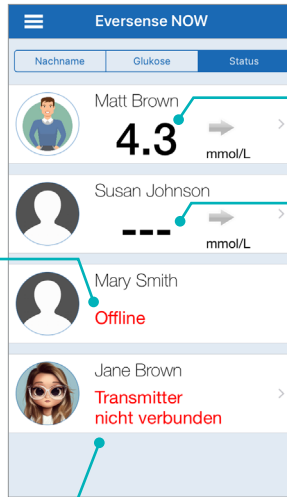 Eversense NOW
Nachname
Glukose
Status
Matt Brown
4.3
mmol/L
Susan Johnson
---
mmol/L
Mary Smith
Offline
Jane Brown
Transmitter
nicht verbunden